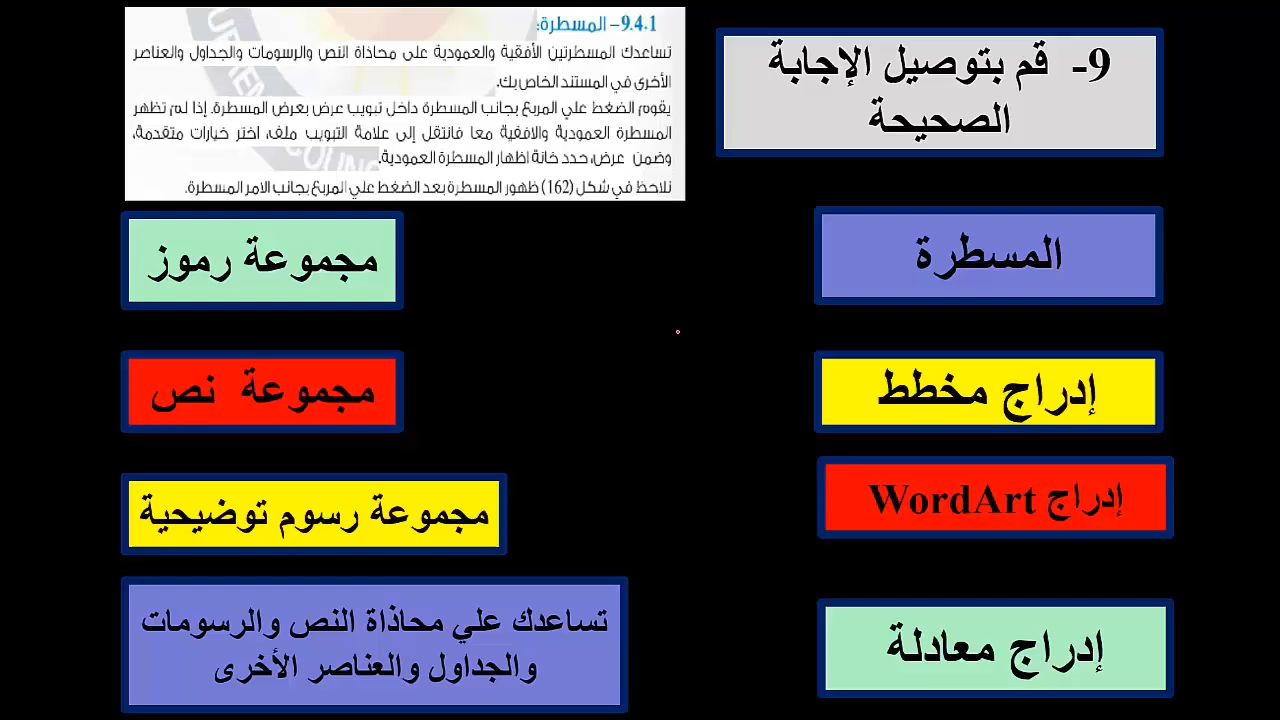 9- قم بتوصيل الإجابة
الصحيحة
9.4.1– المسطرة:
تساعدك المسطرتين الأفقية والعمودية على محاذاة النص والرسومات والجداول والعناصر
الأخرى في المستند الخاص بك.
يقوم الضغط علي المربع بجانب المسطرة داخل تبويب عرض بعرض المسطرة. إذا لم تظهر
المسطرة العمودية والافقية معا فانتقل إلى علامة التبويب ملف، اختر خيارات متقدمة،
وضمن عرض، حدد خانة اظهار المسطرة العمودية.
نلاحظ في شكل (162) ظهور المسطرة بعد الضغط علي المربع بجانب الامر المسطرة.
المسطرة
مجموعة رموز
إدراج مخطط
مجموعة نص
إدراج WordArt
مجموعة رسوم توضيحية
إدراج معادلة
تساعدك علي محاذاة النص والرسومات
والجداول والعناصر الأخرى